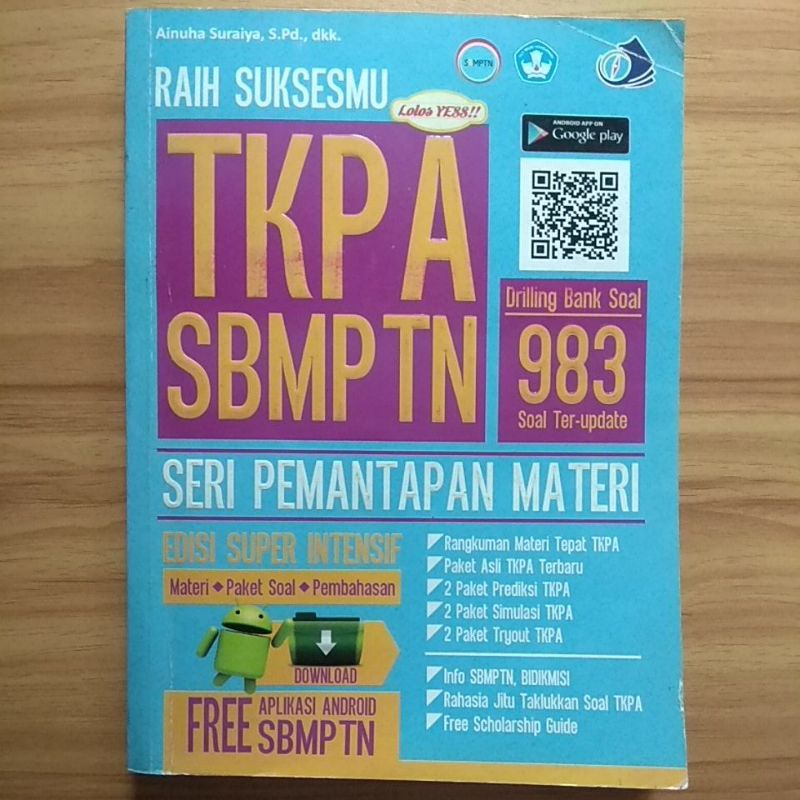 Ainuha Suraiya, S.Pd., dkk.
SBMPTN
RAIH SUKSESMU
Lolos YESS!!
ANDROID APP ON
Google play
TKPA
SBMPTN
Drilling Bank Soal
983
Soal Ter-update
SERI PEMANTAPAN MATERI
EDISI SUPER INTENSIF
Materi ◆ Paket Soal ◆ Pembahasan
DOWNLOAD
FREE APLIKASI ANDROID
SBMPTN
Rangkuman Materi Tepat TKPA
Paket Asli TKPA Terbaru
2 Paket Prediksi TKPA
2 Paket Simulasi TKPA
2 Paket Tryout TKPA
Info SBMPTN, BIDIKMISI
Rahasia Jitu Taklukkan Soal TKPA
Free Scholarship Guide